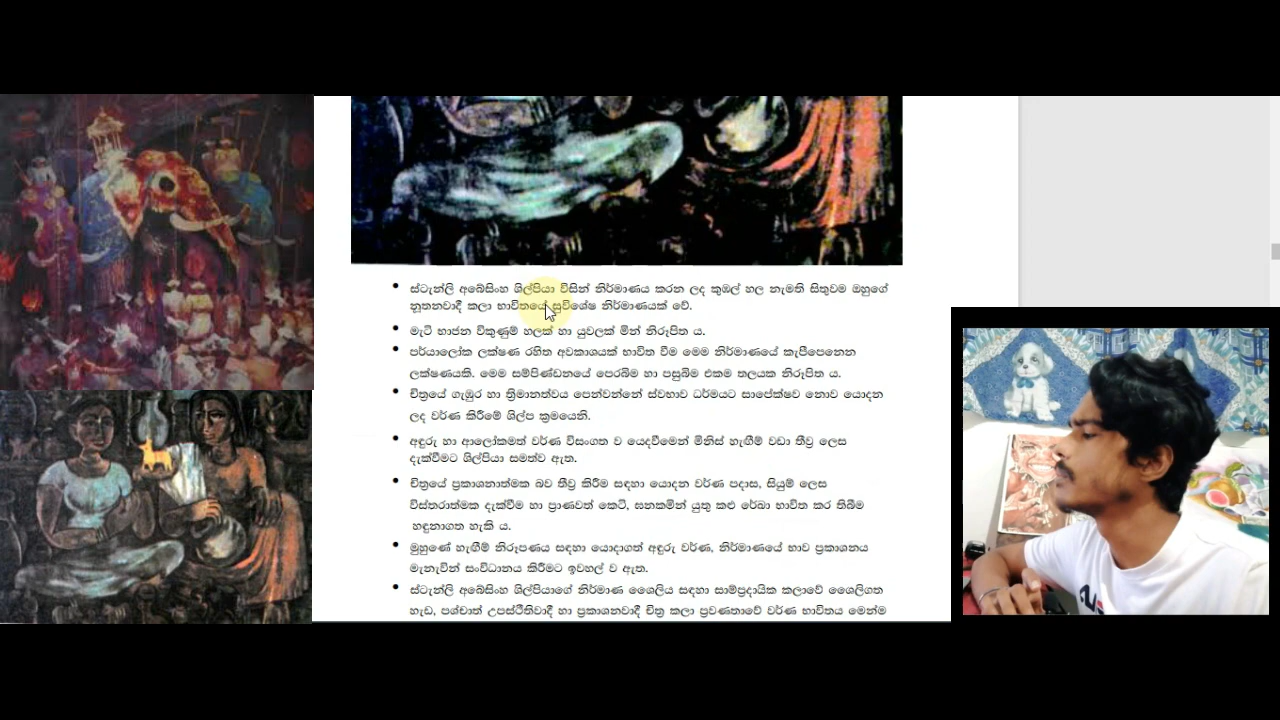 ස්ටැන්ලි අබේසිංහ ශිල්පියා විසින් නිර්මාණය කරන ලද කුඹල් හල නැමති සිතුවම ඔහුගේ
නූතනවාදී කලා භාවිතයේ සුවිශේෂ නිර්මාණයක් වේ.
මැටි භාජන විකුණුම් හලක් හා යුවලක් මින් නිරූපිත ය.
පර්යාලෝක ලක්ෂණ රහිත අවකාශයක් භාවිත වීම මෙම නිර්මාණයේ කැපීපෙනෙන
ලක්ෂණයකි. මෙම සම්පිණ්ඩනයේ පෙරබිම හා පසුබිම එකම තලයක නිරූපිත ය.
චිත්‍රයේ ගැඹුර හා ත්‍රිමානත්වය පෙන්වන්නේ ස්වභාව ධර්මයට සාපේක්ෂව නොව යොදන
ලද වර්ණ කිරීමේ ශිල්ප ක්‍රමයෙනි.
අඳුරු හා ආලෝකමත් වර්ණ විසංගත ව යෙදවීමෙන් මිනිස් හැඟීම් වඩා තීව්‍ර ලෙස
දැක්වීමට ශිල්පියා සමත්ව ඇත.
චිත්‍රයේ ප්‍රකාශනාත්මක බව තීව්‍ර කිරීම සඳහා යොදන වර්ණ පදාස, සියුම් ලෙස
විස්තරාත්මක දැක්වීම හා ප්‍රාණවත් කෙටි, ඝනකමින් යුතු කළු රේඛා භාවිත කර තිබීම
හඳුනාගත හැකි ය.
මුහුණේ හැඟීම් නිරූපණය සඳහා යොදාගත් අඳුරු වර්ණ, නිර්මාණයේ භාව ප්‍රකාශනය
මැනැවින් සංවිධානය කිරීමට ඉවහල් ව ඇත.
ස්ටැන්ලි අබේසිංහ ශිල්පියාගේ නිර්මාණ ශෛලිය සඳහා සාම්ප්‍රදායික කලාවේ ශෛලිගත
හැඩ, පශ්චාත් උපස්ථිතිවාදී හා ප්‍රකාශනවාදී චිත්‍ර කලා ප්‍රවණතාවේ වර්ණ භාවිතය මෙන්ම